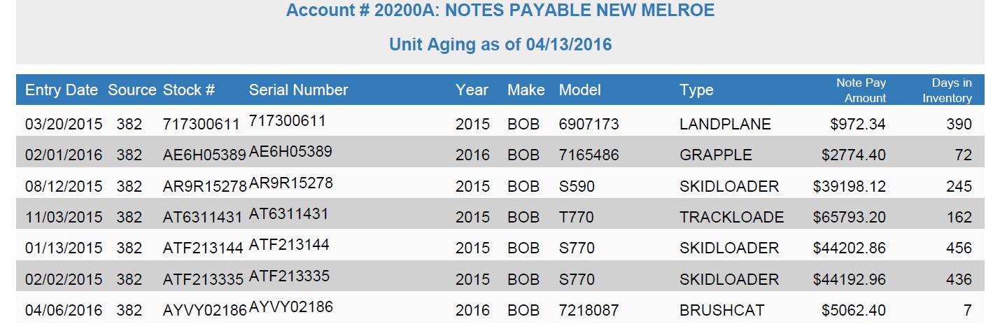 Account # 20200A: NOTES PAYABLE NEW MELROE
Unit Aging as of 04/13/2016
Entry Date Source Stock # Serial Number Year Make Model Type Note Pay Amount Days in Inventory
03/20/2015 382 717300611 717300611 2015 BOB 6907173 LANDPLANE $972.34 390
02/01/2016 382 AE6H05389 AE6H05389 2016 BOB 7165486 GRAPPLE $2774.40 72
08/12/2015 382 AR9R15278 AR9R15278 2015 BOB S590 SKIDLOADER $39198.12 245
11/03/2015 382 AT6311431 AT6311431 2015 BOB T770 TRACKLOADE $65793.20 162
01/13/2015 382 ATF213144 ATF213144 2015 BOB S770 SKIDLOADER $44202.86 456
02/02/2015 382 ATF213335 ATF213335 2015 BOB S770 SKIDLOADER $44192.96 436
04/06/2016 382 AYVY02186 AYVY02186 2016 BOB 7218087 BRUSHCAT $5062.40 7